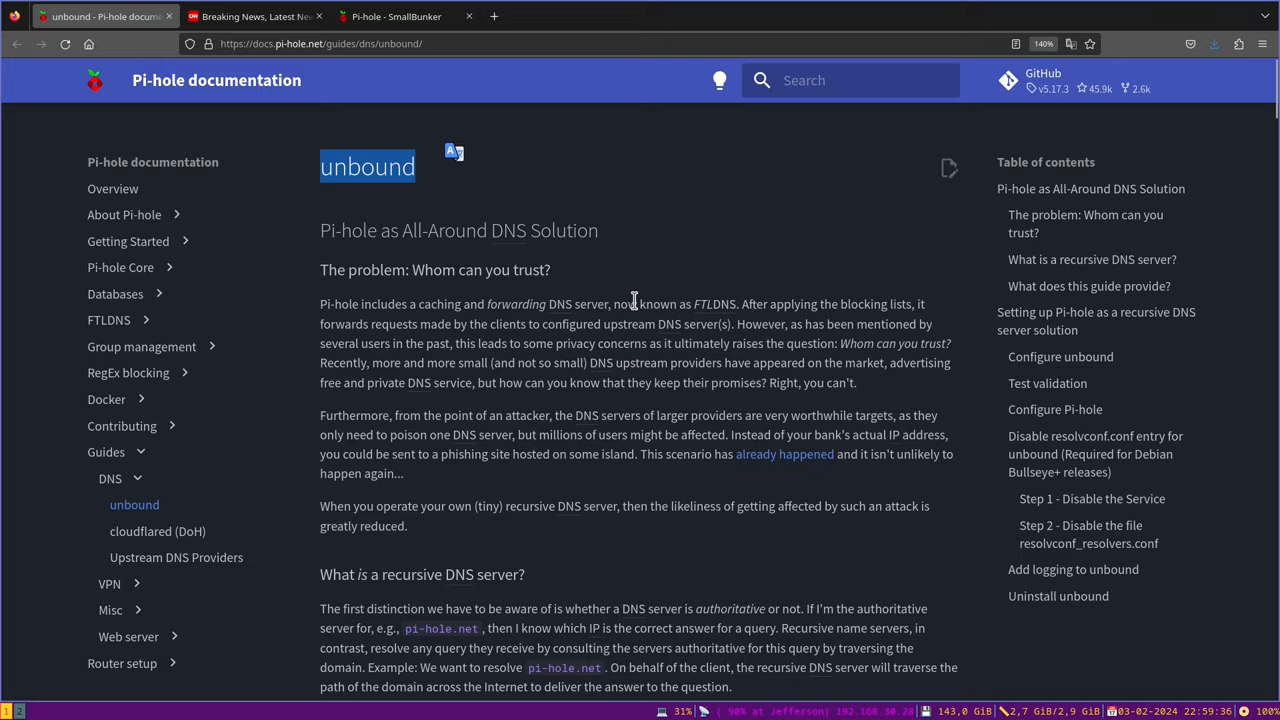 unbound - Pi-hole docume
Breaking News, Latest Ne
Pi-hole - SmallBunker
https://docs.pi-hole.net/guides/dns/unbound/
140%
Pi-hole documentation
Search
GitHub
v5.17.3 45.9k 2.6k
Pi-hole documentation
Overview
About Pi-hole
Getting Started
Pi-hole Core
Databases
FTLDNS
Group management
RegEx blocking
Docker
Contributing
Guides
DNS
unbound
cloudflared (DoH)
Upstream DNS Providers
VPN
Misc
Web server
Router setup
unbound
Pi-hole as All-Around DNS Solution
The problem: Whom can you trust?
Pi-hole includes a caching and forwarding DNS server, now known as FTLDNS. After applying the blocking lists, it
forwards requests made by the clients to configured upstream DNS server(s). However, as has been mentioned by
several users in the past, this leads to some privacy concerns as it ultimately raises the question: Whom can you trust?
Recently, more and more small (and not so small) DNS upstream providers have appeared on the market, advertising
free and private DNS service, but how can you know that they keep their promises? Right, you can't.
Furthermore, from the point of an attacker, the DNS servers of larger providers are very worthwhile targets, as they
only need to poison one DNS server, but millions of users might be affected. Instead of your bank's actual IP address,
you could be sent to a phishing site hosted on some island. This scenario has already happened and it isn't unlikely to
happen again...
When you operate your own (tiny) recursive DNS server, then the likeliness of getting affected by such an attack is
greatly reduced.
What is a recursive DNS server?
The first distinction we have to be aware of is whether a DNS server is authoritative or not. If I'm the authoritative
server for, e.g., pi-hole.net, then I know which IP is the correct answer for a query. Recursive name servers, in
contrast, resolve any query they receive by consulting the servers authoritative for this query by traversing the
domain. Example: We want to resolve pi-hole.net. On behalf of the client, the recursive DNS server will traverse the
path of the domain across the Internet to deliver the answer to the question.
Table of contents
Pi-hole as All-Around DNS Solution
The problem: Whom can you
trust?
What is a recursive DNS server?
What does this guide provide?
Setting up Pi-hole as a recursive DNS
server solution
Configure unbound
Test validation
Configure Pi-hole
Disable resolvconf.conf entry for
unbound (Required for Debian
Bullseye+ releases)
Step 1 - Disable the Service
Step 2 - Disable the file
resolvconf_resolvers.conf
Add logging to unbound
Uninstall unbound
1 2
31% ( 90% at Jefferson) 192.168.30.28 143,0 GiB 2,7 GiB/2,9 GiB 03-02-2024 22:59:36 100%